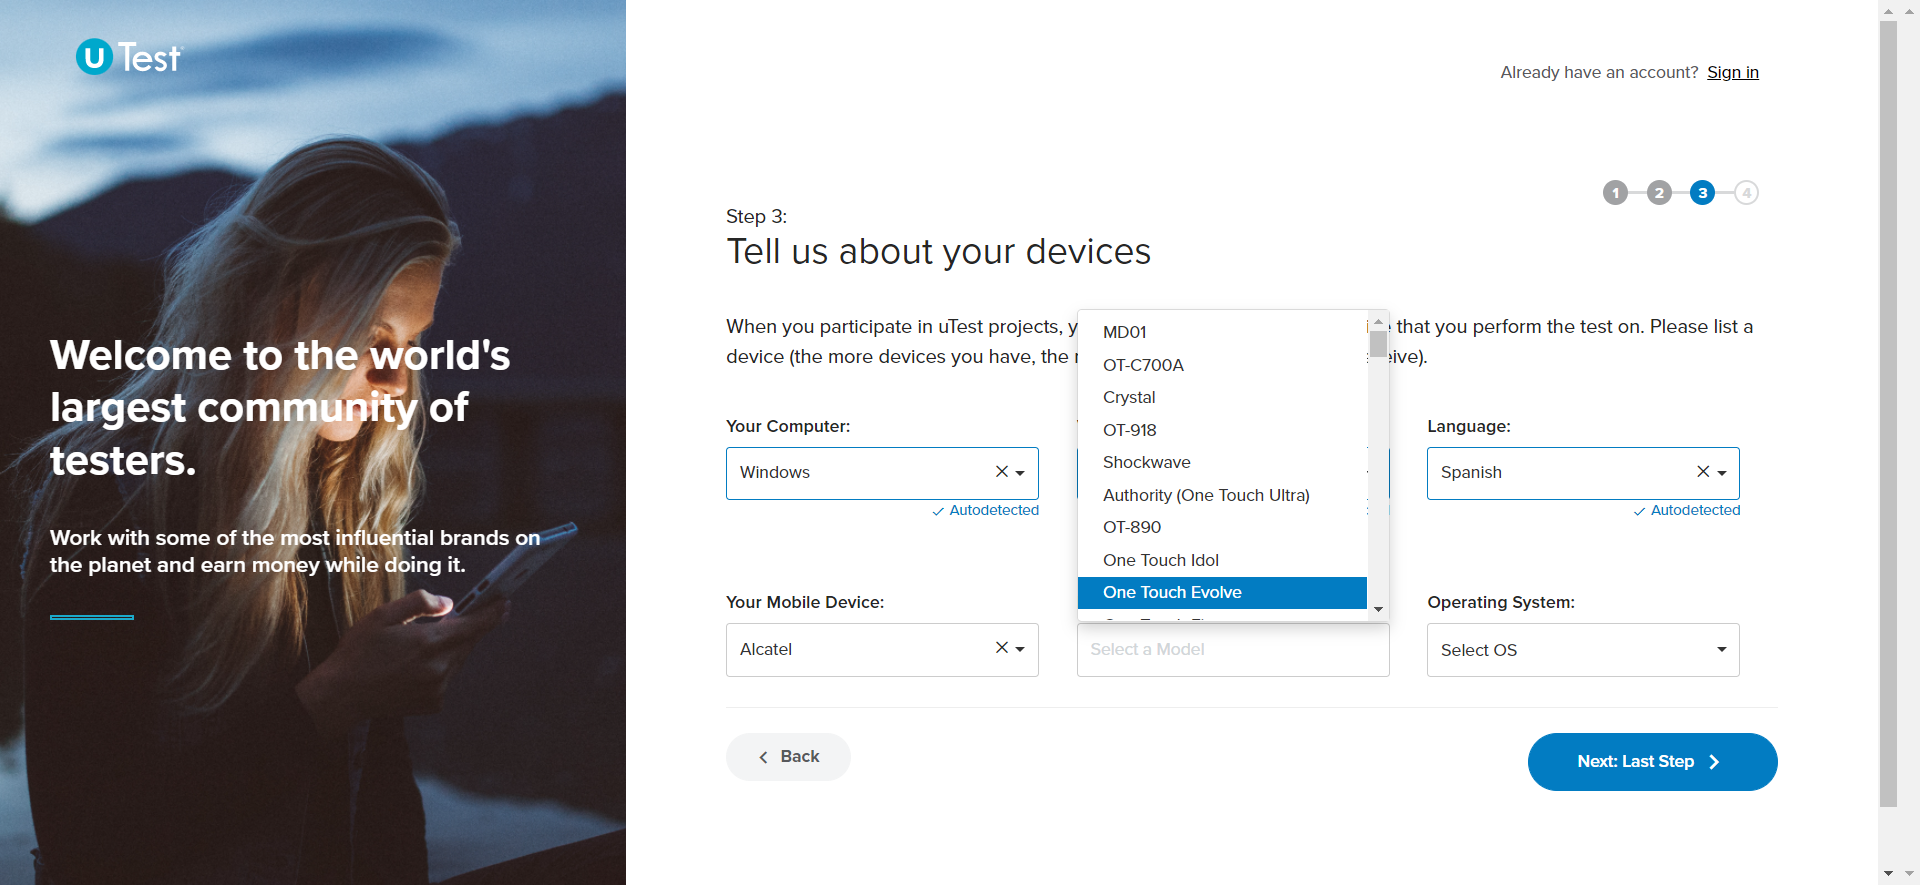 U Test
Already have an account? Sign in
1 2 3 4
Step 3:
Tell us about your devices
When you participate in uTest projects, y that you perform the test on. Please list a
device (the more devices you have, the eive).
Welcome to the world's
largest community of
testers.
Work with some of the most influential brands on
the planet and earn money while doing it.
Your Computer:
Windows
Autodetected
Language:
Spanish
Autodetected
MD01
OT-C700A
Crystal
OT-918
Shockwave
Authority (One Touch Ultra)
OT-890
One Touch Idol
One Touch Evolve
Your Mobile Device:
Alcatel
Select a Model
Operating System:
Select OS
Back
Next: Last Step